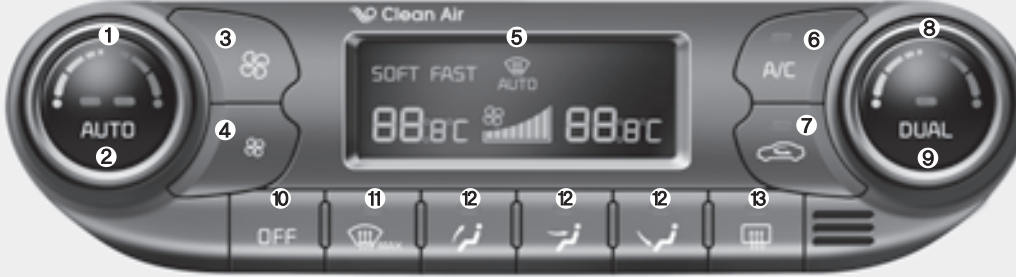 Clean Air
① ③ ⑤ ⑥ ⑧
SOFT FAST AUTO
A/C
88.8°C 88.8°C
④ ⑦
AUTO DUAL
② ⑨
⑩ ⑪ ⑫ ⑫ ⑫ ⑬
OFF MAX